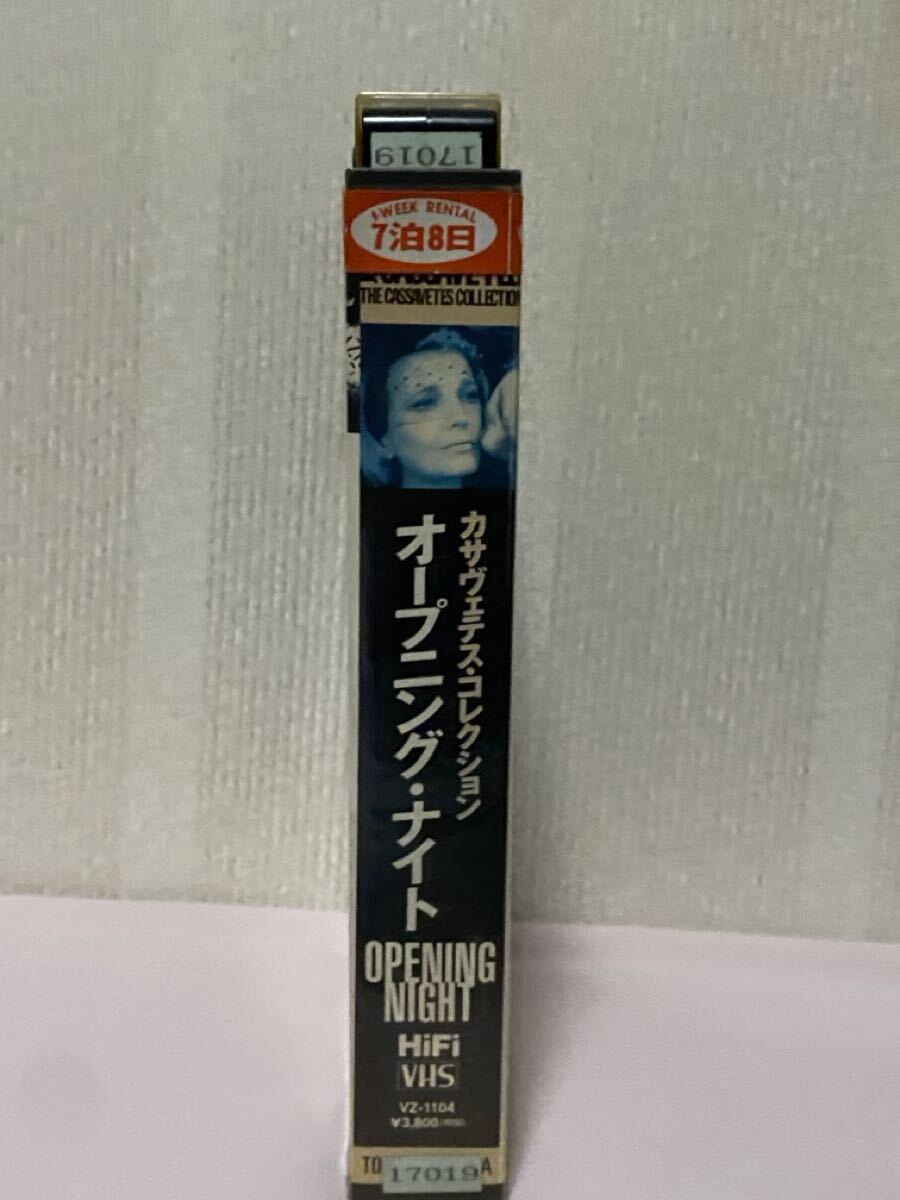 17019
1-WEEK RENTAL
7泊8日
THE CASSAVETES COLLECTION
カサヴェテス・コレクション
オープニング・ナイト
OPENING
NIGHT
HiFi
VHS
VZ-1104
¥3,800
TO
A
17019